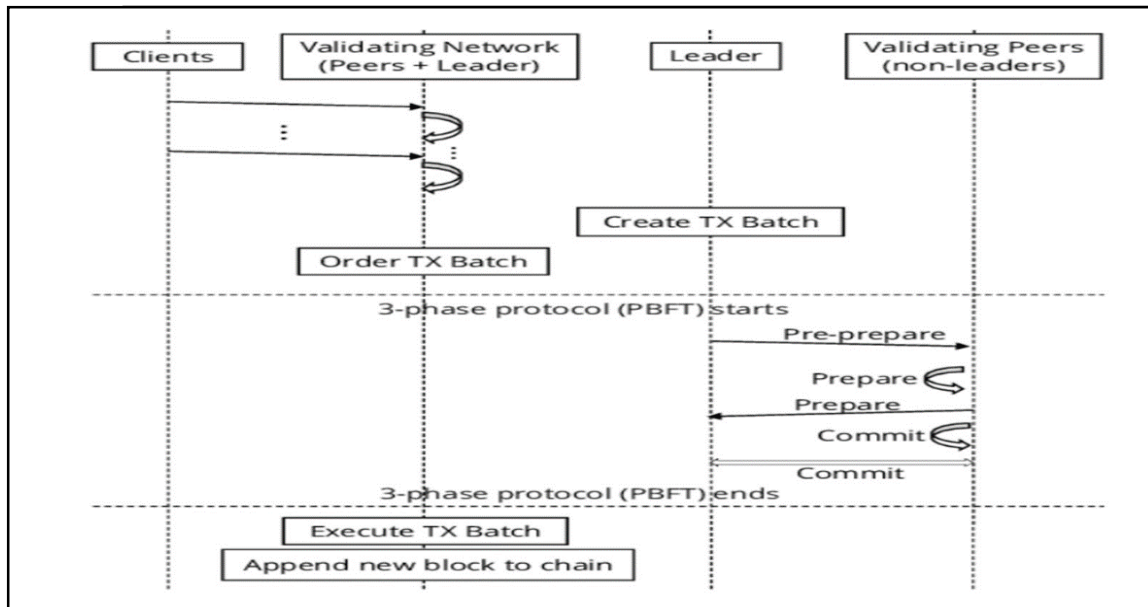 Clients
Validating Network
(Peers + Leader)
Leader
Validating Peers
(non-leaders)
...
...
Create TX Batch
Order TX Batch
3-phase protocol (PBFT) starts
Pre-prepare
Prepare
Prepare
Commit
Commit
3-phase protocol (PBFT) ends
Execute TX Batch
Append new block to chain